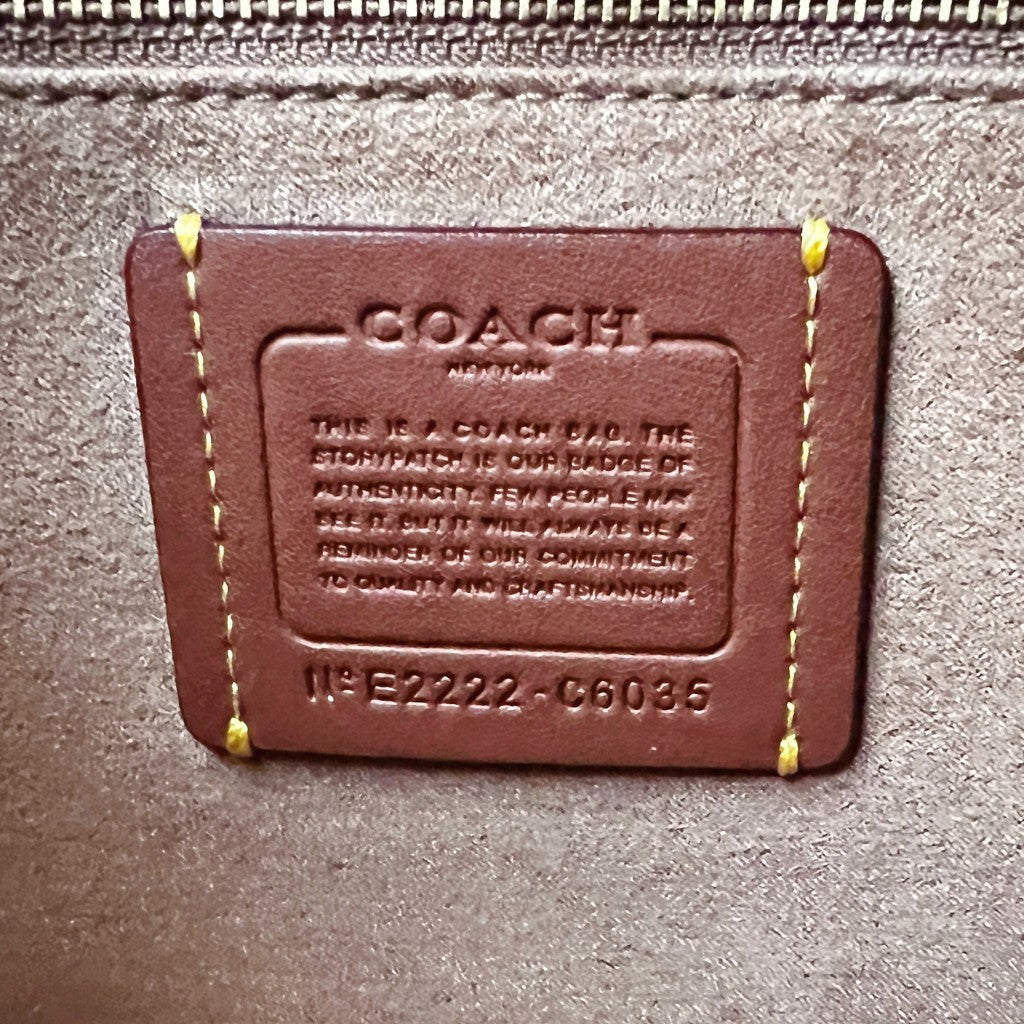 COACH
NEW YORK
THIS IS A COACH BAG. THE
STORYPATCH IS OUR BADGE OF
AUTHENTICITY. FEW PEOPLE MAY
SEE IT, BUT IT WILL ALWAYS BE A
REMINDER OF OUR COMMITMENT
TO QUALITY AND CRAFTSMANSHIP.
Nº E2222-C6035